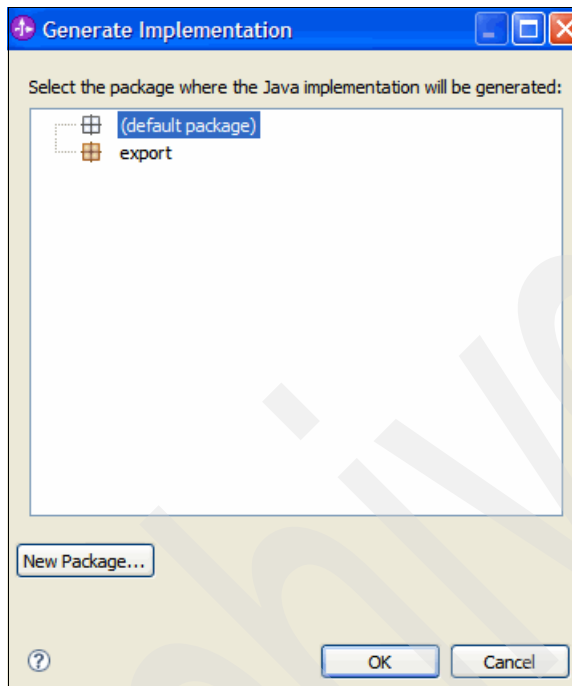 Generate Implementation
Select the package where the Java implementation will be generated:
(default package)
export
New Package...
?
OK
Cancel